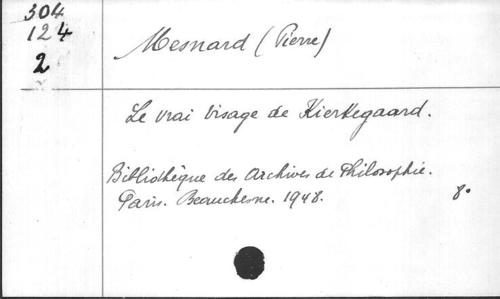 304
124
2
Mesnard (Pierre)
Le vrai visage de Kierkegaard.
Bibliothèque des Archives de Philosophie.
Paris. Beauchesne. 1948.
8°